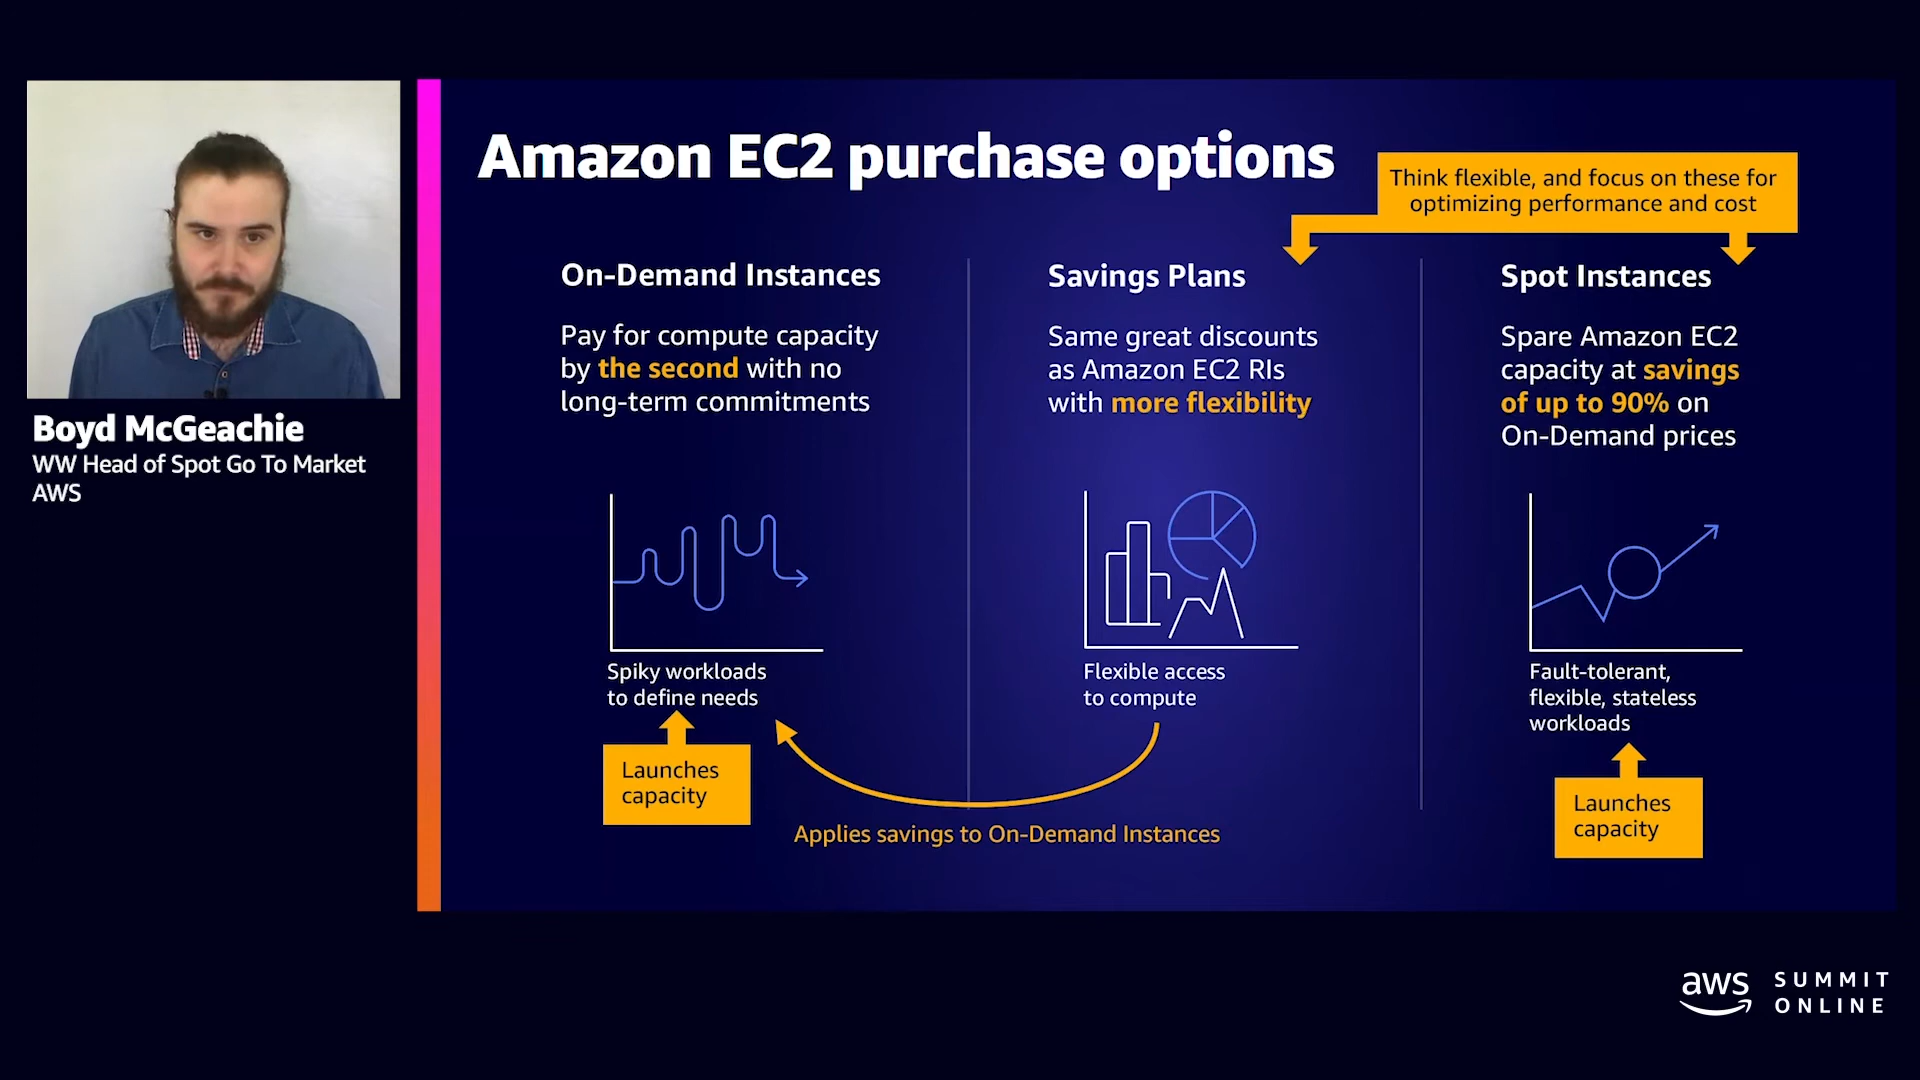 Amazon EC2 purchase options
Think flexible, and focus on these for
optimizing performance and cost
On-Demand Instances
Pay for compute capacity
by the second with no
long-term commitments
Spiky workloads
to define needs
Launches
capacity
Savings Plans
Same great discounts
as Amazon EC2 RIs
with more flexibility
Flexible access
to compute
Applies savings to On-Demand Instances
Spot Instances
Spare Amazon EC2
capacity at savings
of up to 90% on
On-Demand prices
Fault-tolerant,
flexible, stateless
workloads
Launches
capacity
Boyd McGeachie
WW Head of Spot Go To Market
AWS
aws
SUMMIT
ONLINE